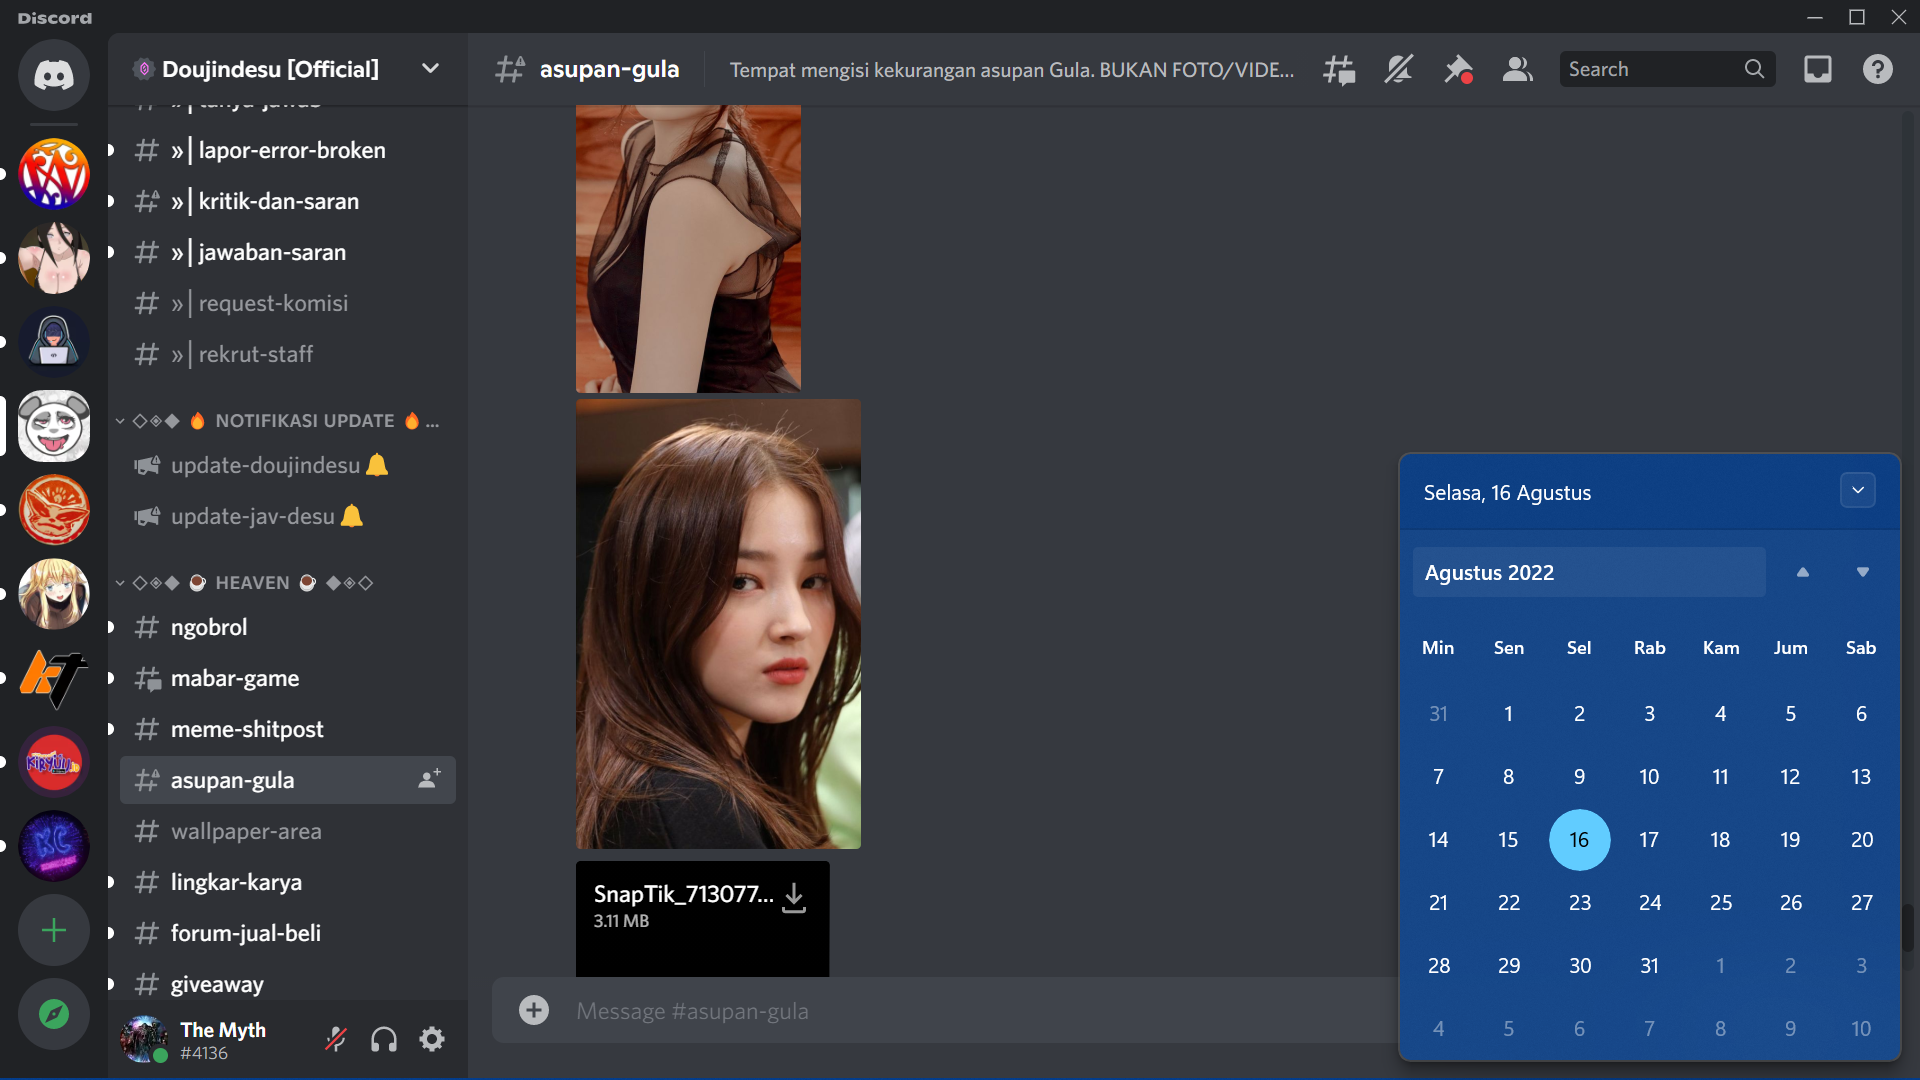 Discord
Doujindesu [Official]
» | lapor-error-broken
» | kritik-dan-saran
» | jawaban-saran
» | request-komisi
» | rekrut-staff
NOTIFIKASI UPDATE 🔥 ...
update-doujindesu🔔
update-jav-desu🔔
HEAVEN
ngobrol
mabar-game
meme-shitpost
asupan-gula
wallpaper-area
lingkar-karya
forum-jual-beli
giveaway
The Myth
#4136
asupan-gula
Tempat mengisi kekurangan asupan Gula. BUKAN FOTO/VIDE...
Search
SnapTik_713077...
3.11 MB
Message #asupan-gula
Selasa, 16 Agustus
Agustus 2022
Min Sen Sel Rab Kam Jum Sab
31 1 2 3 4 5 6
7 8 9 10 11 12 13
14 15 16 17 18 19 20
21 22 23 24 25 26 27
28 29 30 31 1 2 3
4 5 6 7 8 9 10